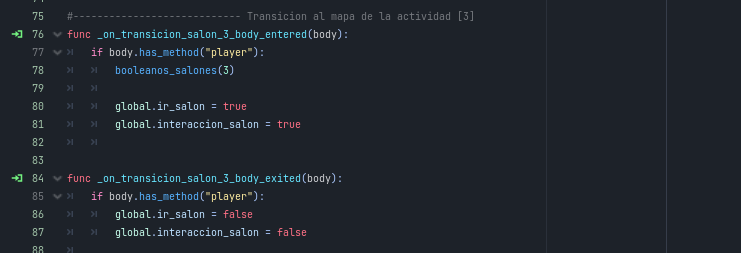 75 #---------------------------- Transicion al mapa de la actividad [3]
76 func _on_transicion_salon_3_body_entered(body):
77 if body.has_method("player"):
78 booleanos_salones(3)
79
80 global.ir_salon = true
81 global.interaccion_salon = true
82
83
84 func _on_transicion_salon_3_body_exited(body):
85 if body.has_method("player"):
86 global.ir_salon = false
87 global.interaccion_salon = false
88